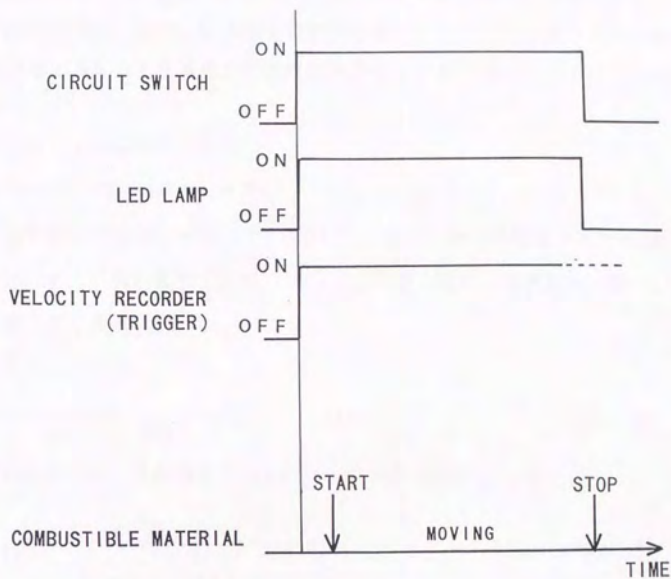 ON
CIRCUIT SWITCH
OFF
ON
LED LAMP
OFF
ON
VELOCITY RECORDER
(TRIGGER)
OFF
START
STOP
COMBUSTIBLE MATERIAL
MOVING
TIME